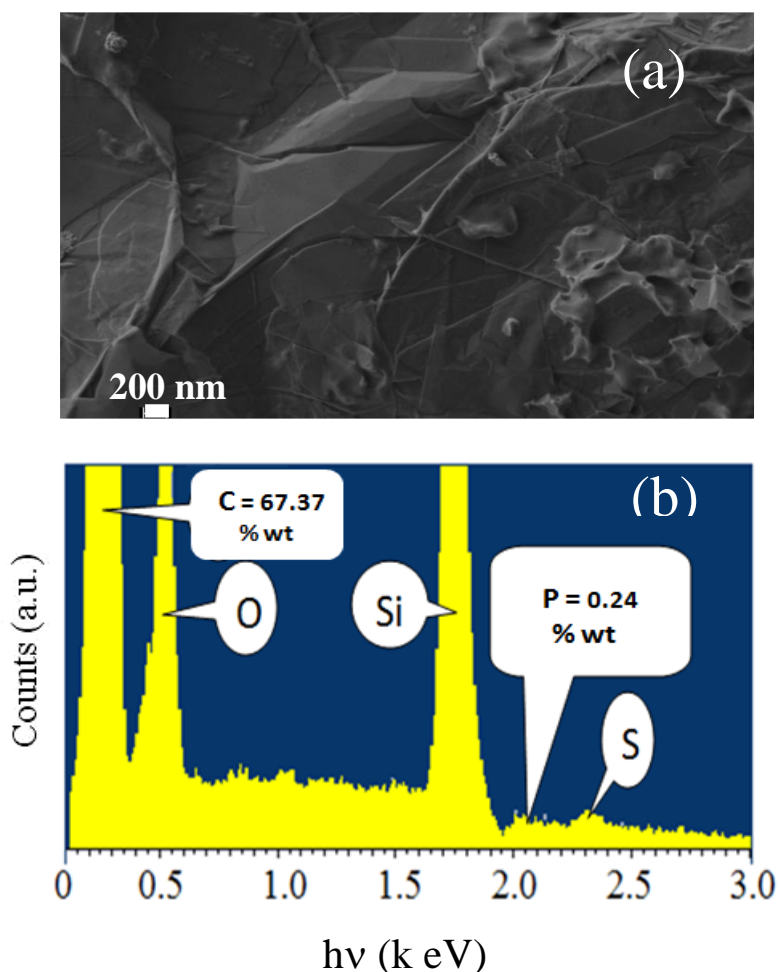 (a)
200 nm
(b)
C = 67.37
% wt
O
Si
P = 0.24
% wt
S
Counts (a.u.)
0 0.5 1.0 1.5 2.0 2.5 3.0
hν (k eV)